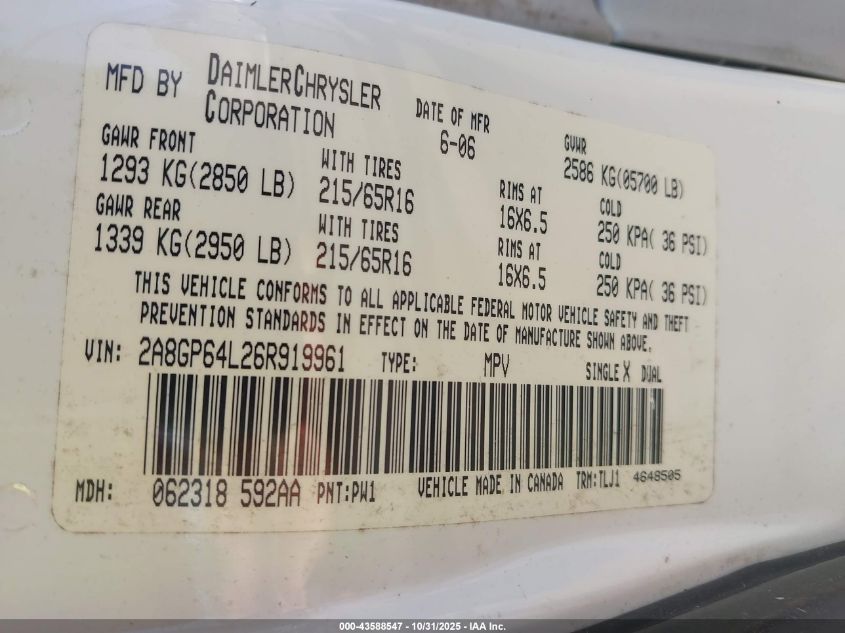 MFD BY DAIMLERCHRYSLER CORPORATION
DATE OF MFR 6-06
GVWR 2586 KG(05700 LB)
GAWR FRONT 1293 KG(2850 LB)
WITH TIRES 215/65R16
RIMS AT 16X6.5
COLD 250 KPA( 36 PSI)
GAWR REAR 1339 KG(2950 LB)
WITH TIRES 215/65R16
RIMS AT 16X6.5
COLD 250 KPA( 36 PSI)
THIS VEHICLE CONFORMS TO ALL APPLICABLE FEDERAL MOTOR VEHICLE SAFETY AND THEFT
PREVENTION STANDARDS IN EFFECT ON THE DATE OF MANUFACTURE SHOWN ABOVE.
VIN: 2A8GP64L26R919961 TYPE: MPV SINGLE X DUAL
MDH: 062318 592AA PNT:PW1 VEHICLE MADE IN CANADA TRM:TLJ1 4648505
000-43588547 - 10/31/2025 - IAA Inc.